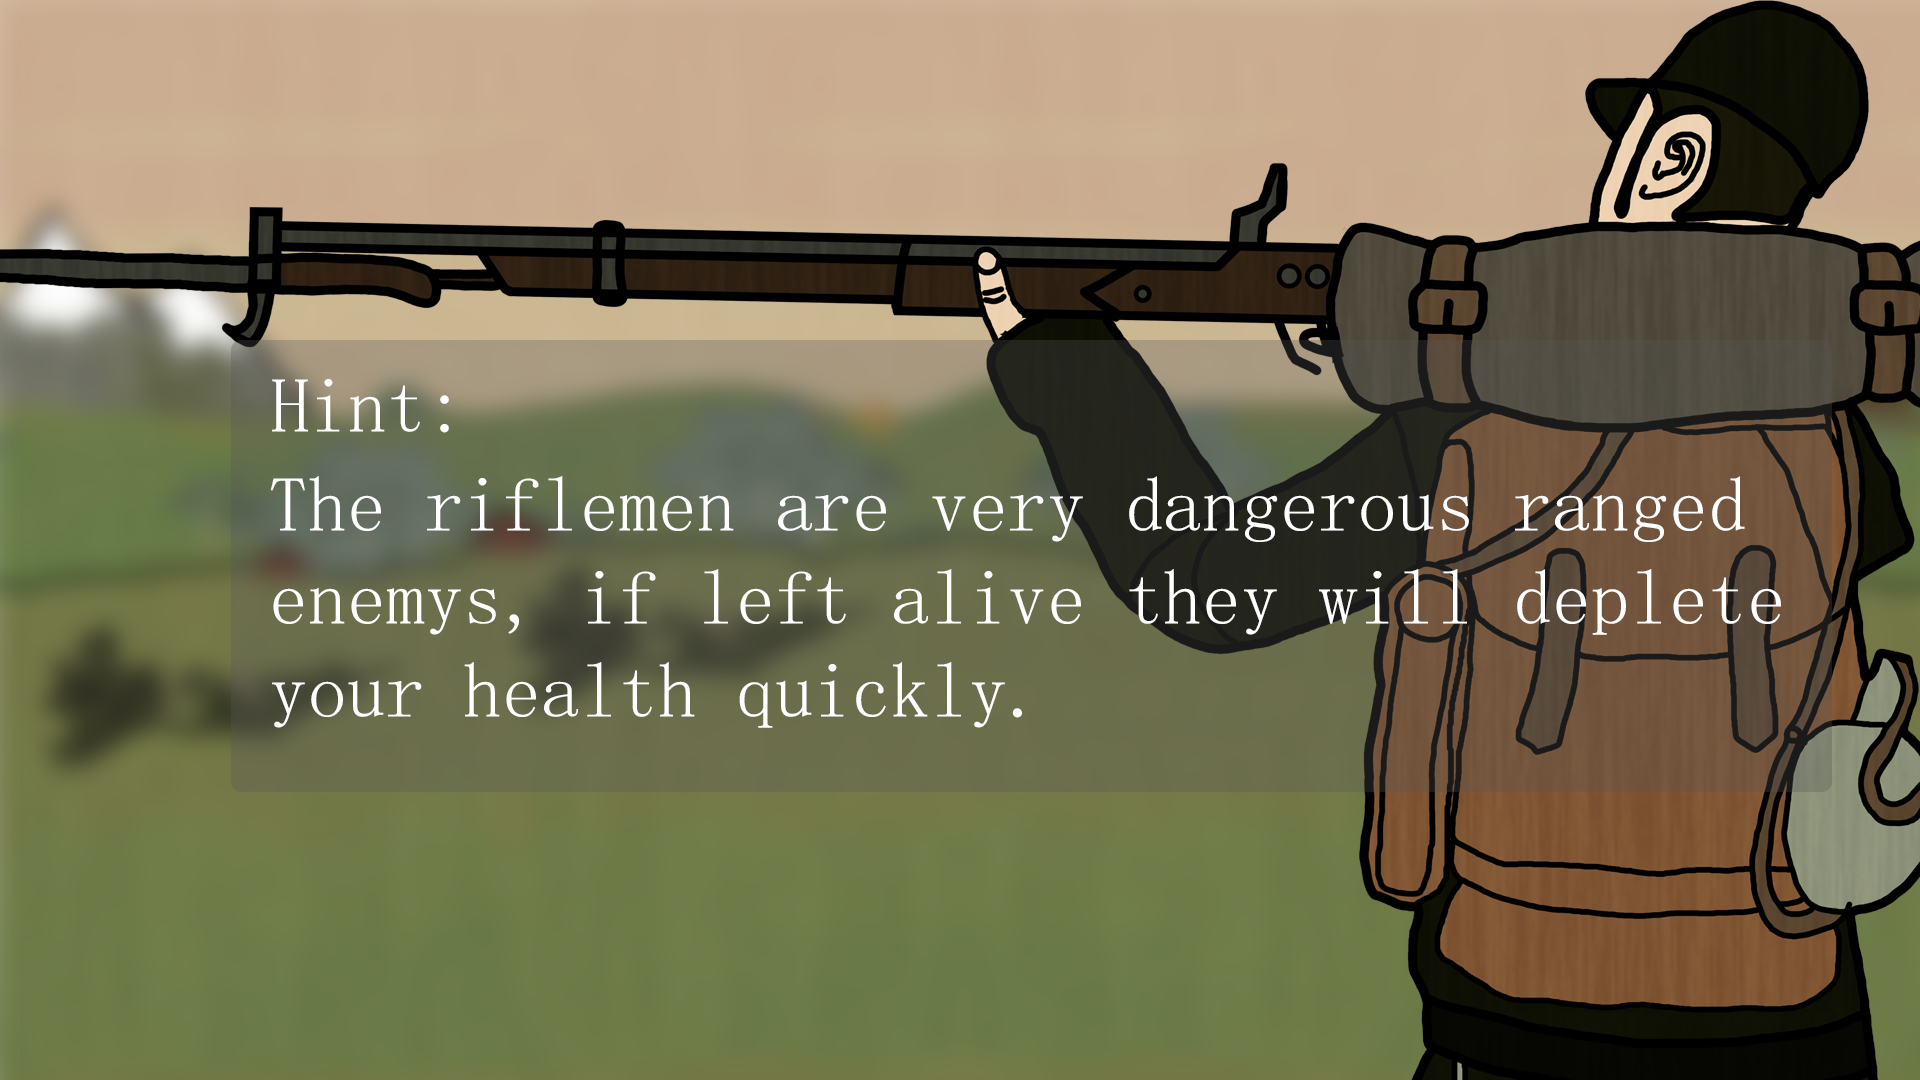 Hint:
The riflemen are very dangerous ranged
enemys, if left alive they will deplete
your health quickly.